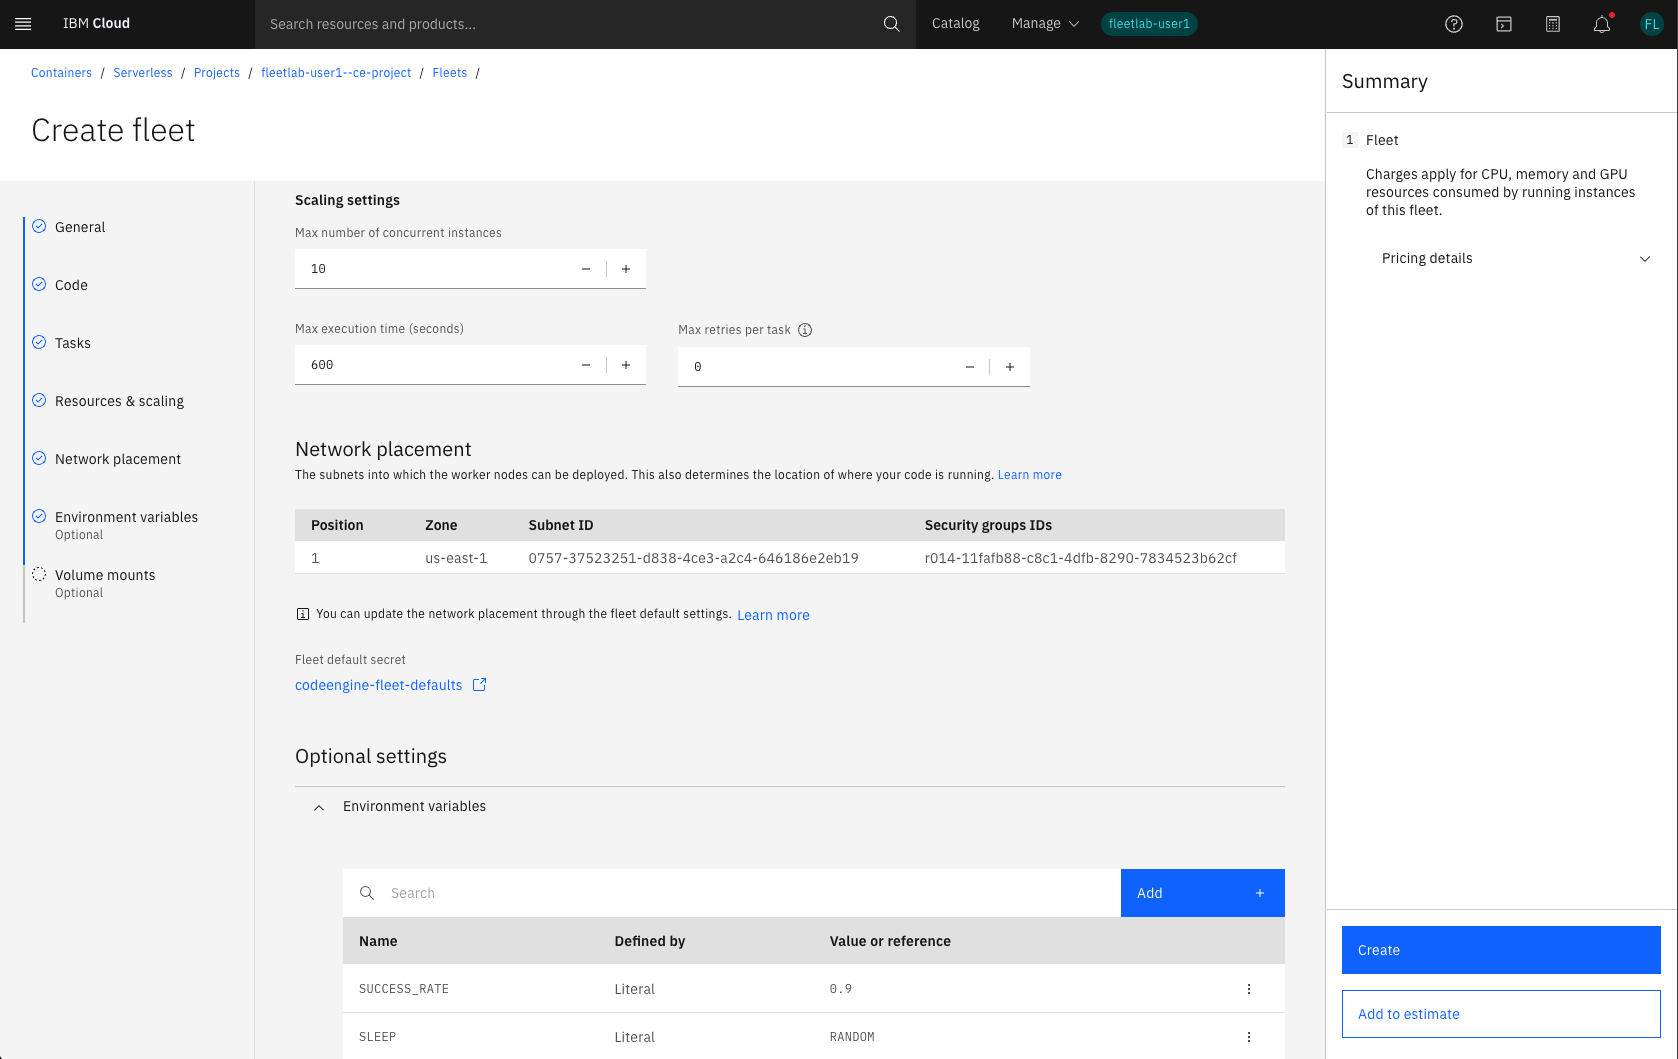 IBM Cloud
Search resources and products...
Catalog
Manage
fleetlab-user1
FL
Containers / Serverless / Projects / fleetlab-user1--ce-project / Fleets /
Create fleet
General
Code
Tasks
Resources & scaling
Network placement
Environment variables
Optional
Volume mounts
Optional
Scaling settings
Max number of concurrent instances
10
Max execution time (seconds)
Max retries per task
600
0
Network placement
The subnets into which the worker nodes can be deployed. This also determines the location of where your code is running. Learn more
Position Zone Subnet ID Security groups IDs
1 us-east-1 0757-37523251-d838-4ce3-a2c4-646186e2eb19 r014-11fafb88-c8c1-4dfb-8290-7834523b62cf
You can update the network placement through the fleet default settings. Learn more
Fleet default secret
codeengine-fleet-defaults
Optional settings
Environment variables
Search
Add +
Name Defined by Value or reference
SUCCESS_RATE Literal 0.9
SLEEP Literal RANDOM
Summary
1 Fleet
Charges apply for CPU, memory and GPU
resources consumed by running instances
of this fleet.
Pricing details
Create
Add to estimate